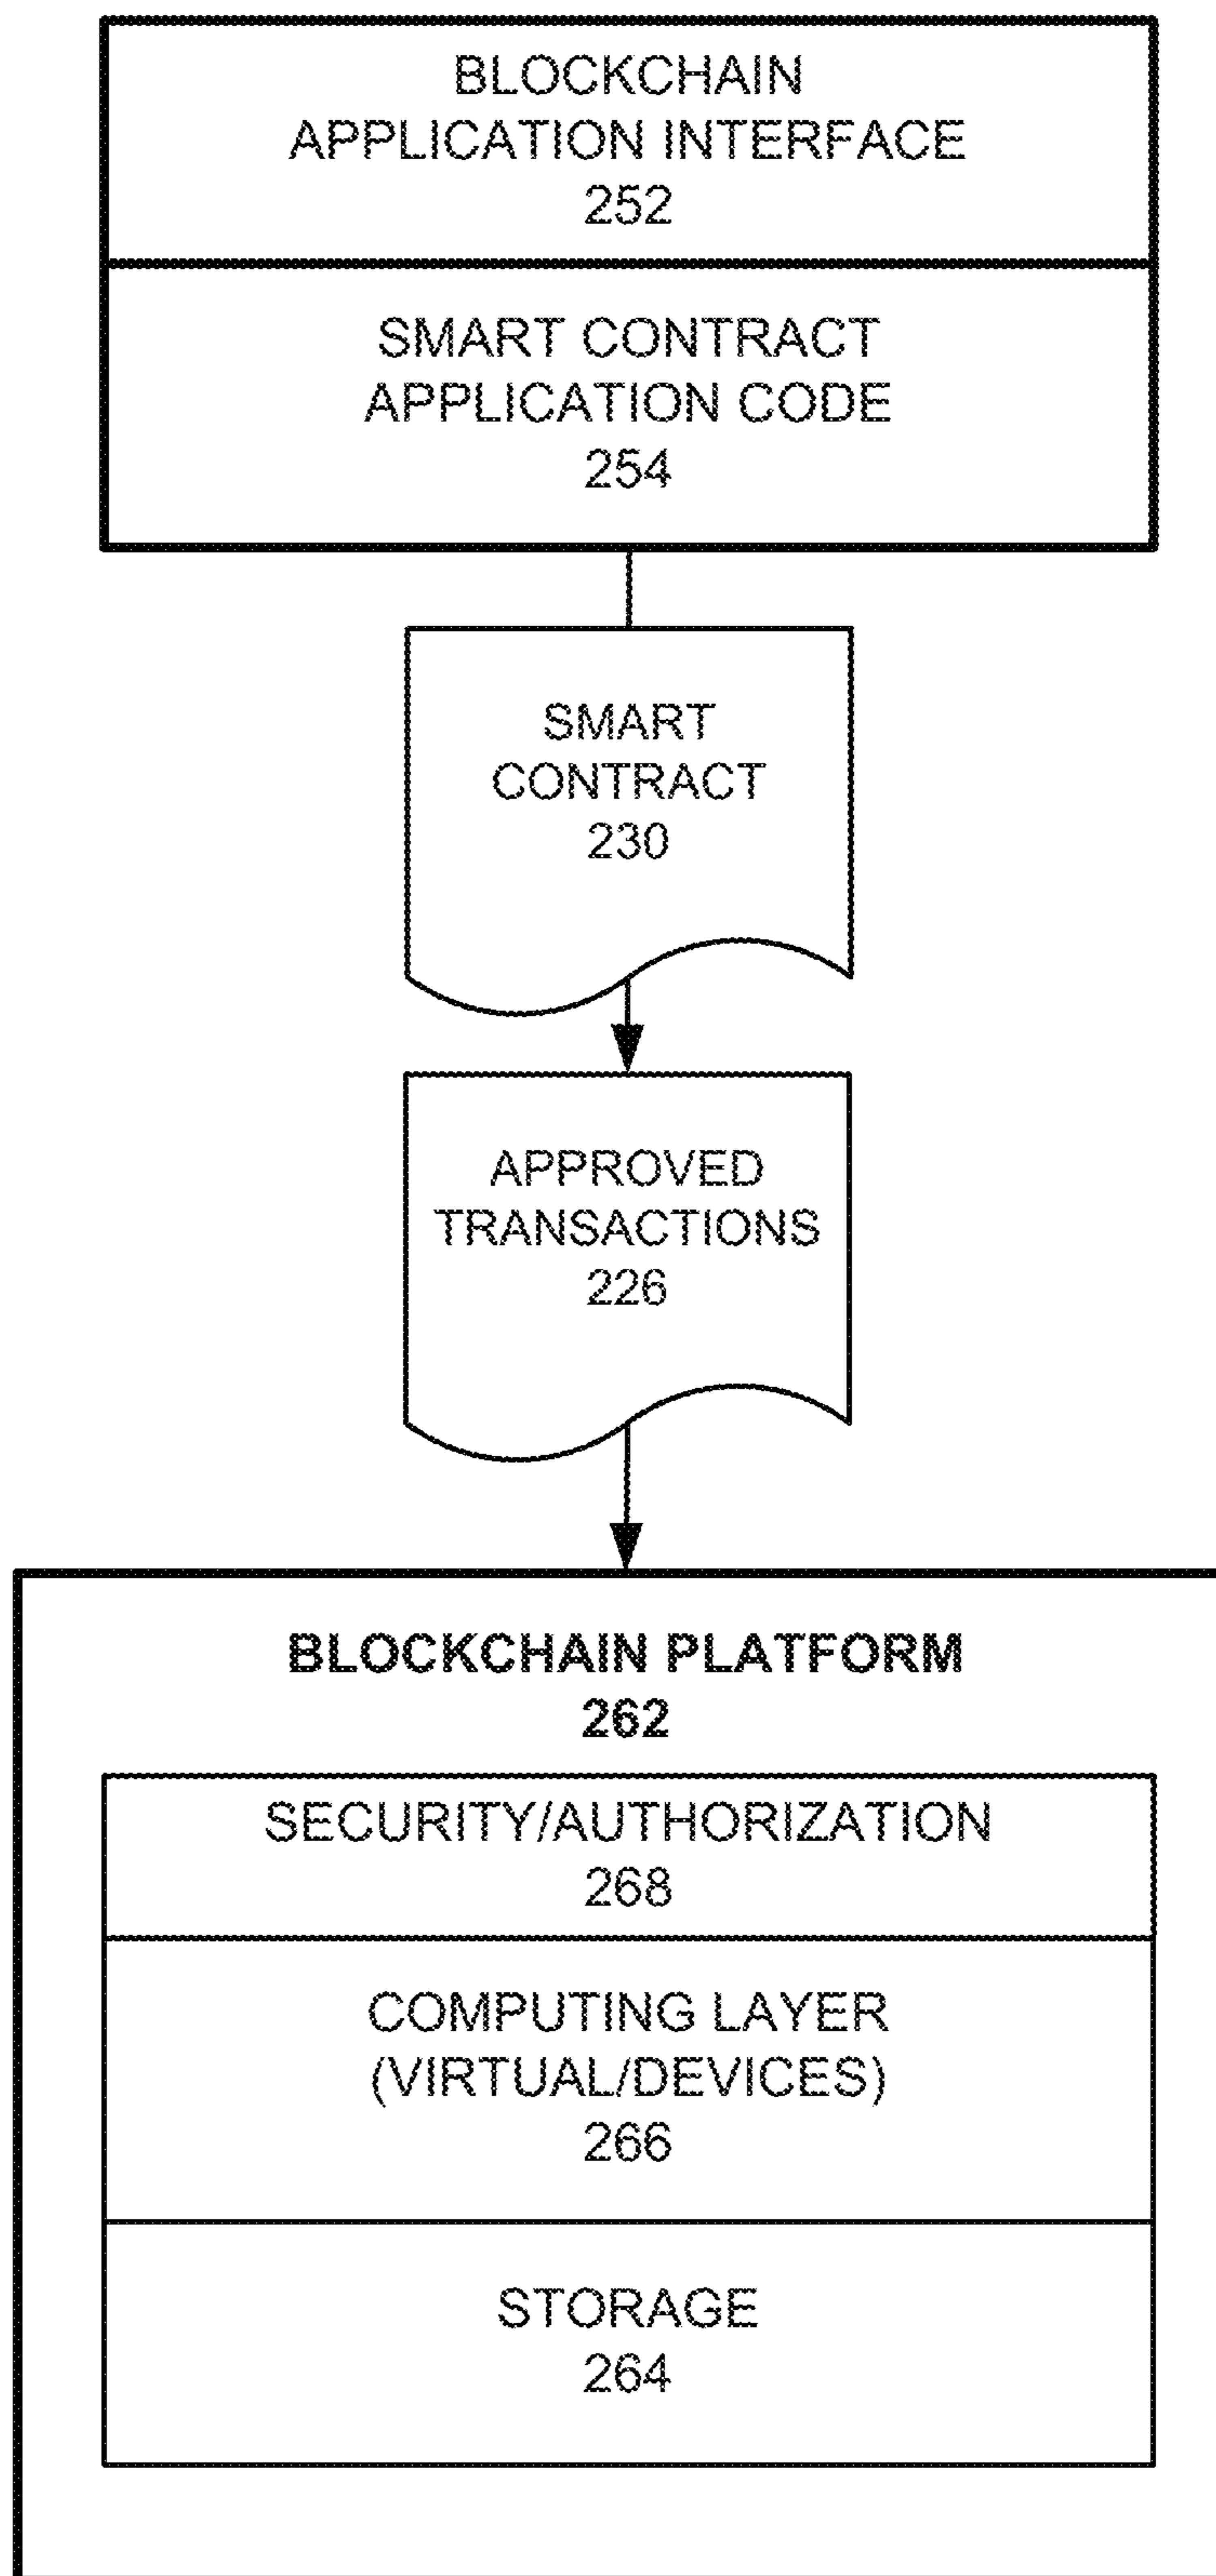 BLOCKCHAIN
APPLICATION INTERFACE
252
SMART CONTRACT
APPLICATION CODE
254
SMART
CONTRACT
230
APPROVED
TRANSACTIONS
226
BLOCKCHAIN PLATFORM
262
SECURITY/AUTHORIZATION
268
COMPUTING LAYER
(VIRTUAL/DEVICES)
266
STORAGE
264